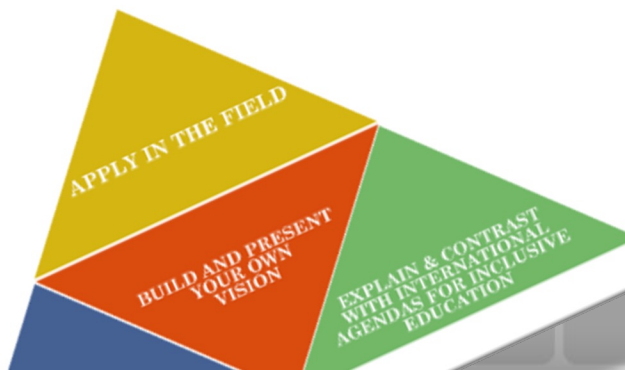 APPLY IN THE FIELD
BUILD AND PRESENT
YOUR OWN
VISION
EXPLAIN & CONTRAST
WITH INTERNATIONAL
AGENDAS FOR INCLUSIVE
EDUCATION